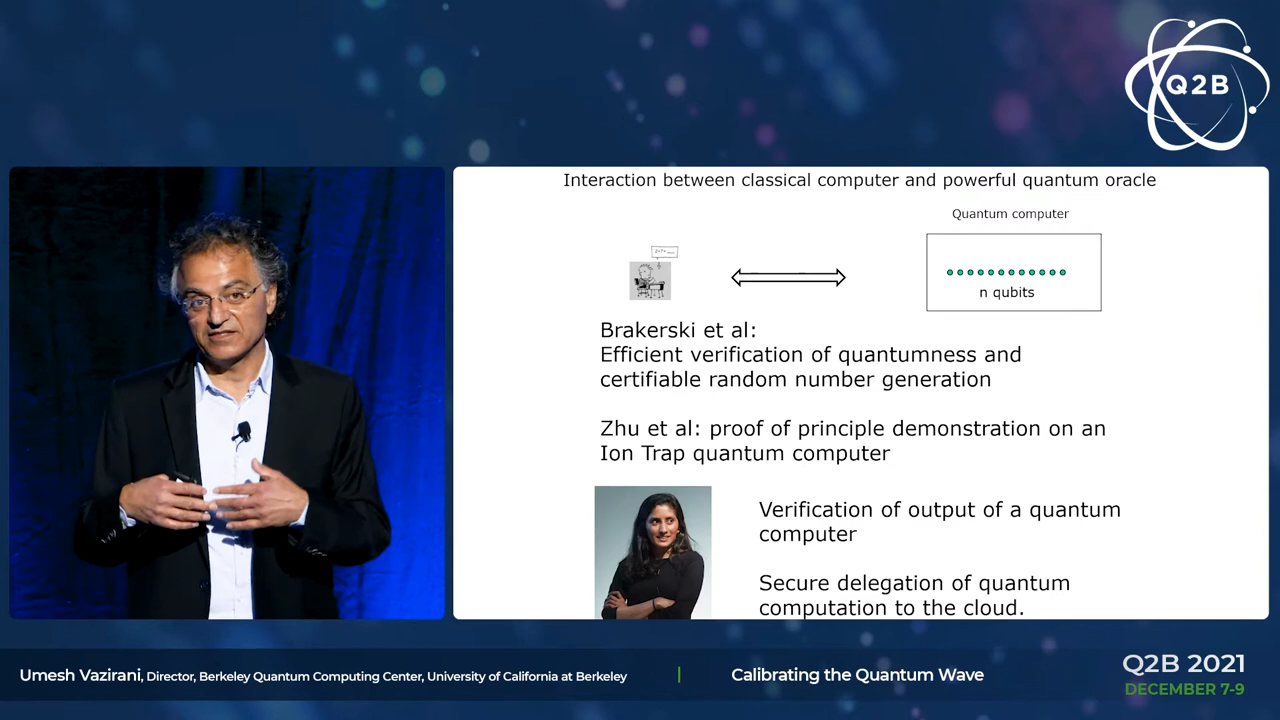 Q2B
Interaction between classical computer and powerful quantum oracle
Quantum computer
n qubits
Brakerski et al:
Efficient verification of quantumness and
certifiable random number generation
Zhu et al: proof of principle demonstration on an
Ion Trap quantum computer
Verification of output of a quantum
computer
Secure delegation of quantum
computation to the cloud.
Umesh Vazirani, Director, Berkeley Quantum Computing Center, University of California at Berkeley
Calibrating the Quantum Wave
Q2B 2021
DECEMBER 7-9